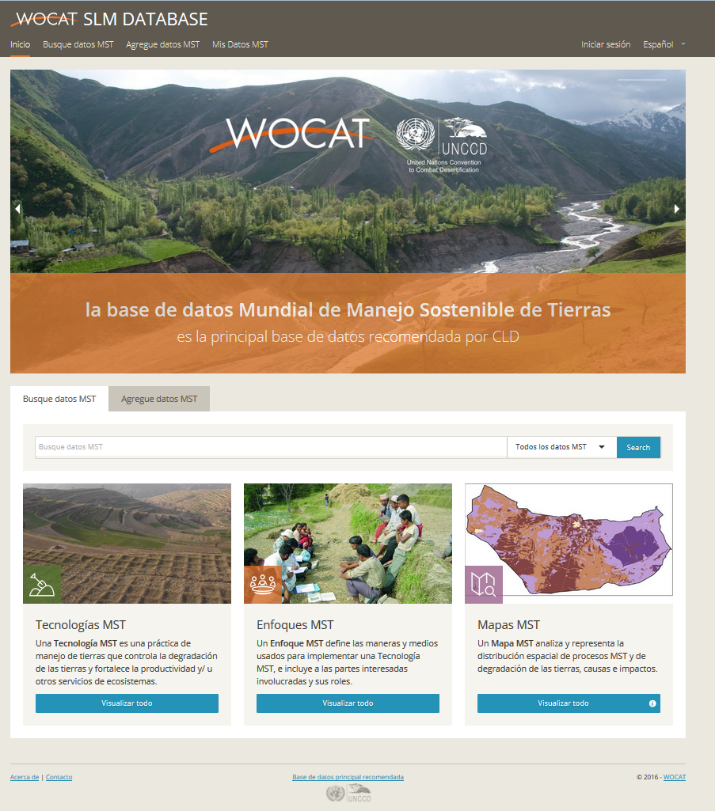 WOCAT SLM DATABASE
Inicio Busque datos MST Agregue datos MST Mis Datos MST Iniciar sesión Español
WOCAT
UNCCD
United Nations Convention
to Combat Desertification
la base de datos Mundial de Manejo Sostenible de Tierras
es la principal base de datos recomendada por CLD
Busque datos MST Agregue datos MST
Busque datos MST Todos los datos MST Search
Tecnologías MST
Una Tecnología MST es una práctica de
manejo de tierras que controla la degradación
de las tierras y fortalece la productividad y/ u
otros servicios de ecosistemas.
Visualizar todo
Enfoques MST
Un Enfoque MST define las maneras y medios
usados para implementar una Tecnología
MST, e incluye a las partes interesadas
involucradas y sus roles.
Visualizar todo
Mapas MST
Un Mapa MST analiza y representa la
distribución espacial de procesos MST y de
degradación de las tierras, causas e impactos.
Visualizar todo
Acerca de | Contacto
Base de datos principal recomendada
UNCCD
© 2016 - WOCAT